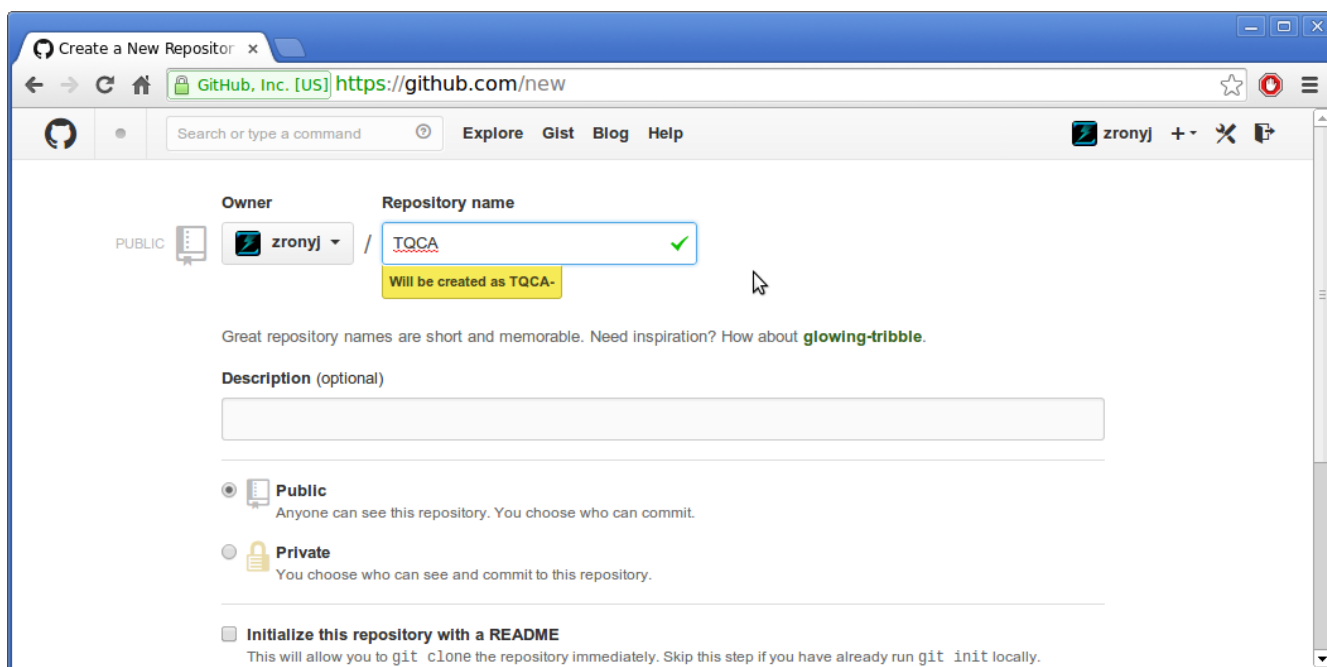 Create a New Repositor
GitHub, Inc. [US] https://github.com/new
Search or type a command Explore Gist Blog Help zronyj
Owner Repository name
PUBLIC zronyj / TQCA
Will be created as TQCA-
Great repository names are short and memorable. Need inspiration? How about glowing-tribble.
Description (optional)
Public
Anyone can see this repository. You choose who can commit.
Private
You choose who can see and commit to this repository.
Initialize this repository with a README
This will allow you to git clone the repository immediately. Skip this step if you have already run git init locally.